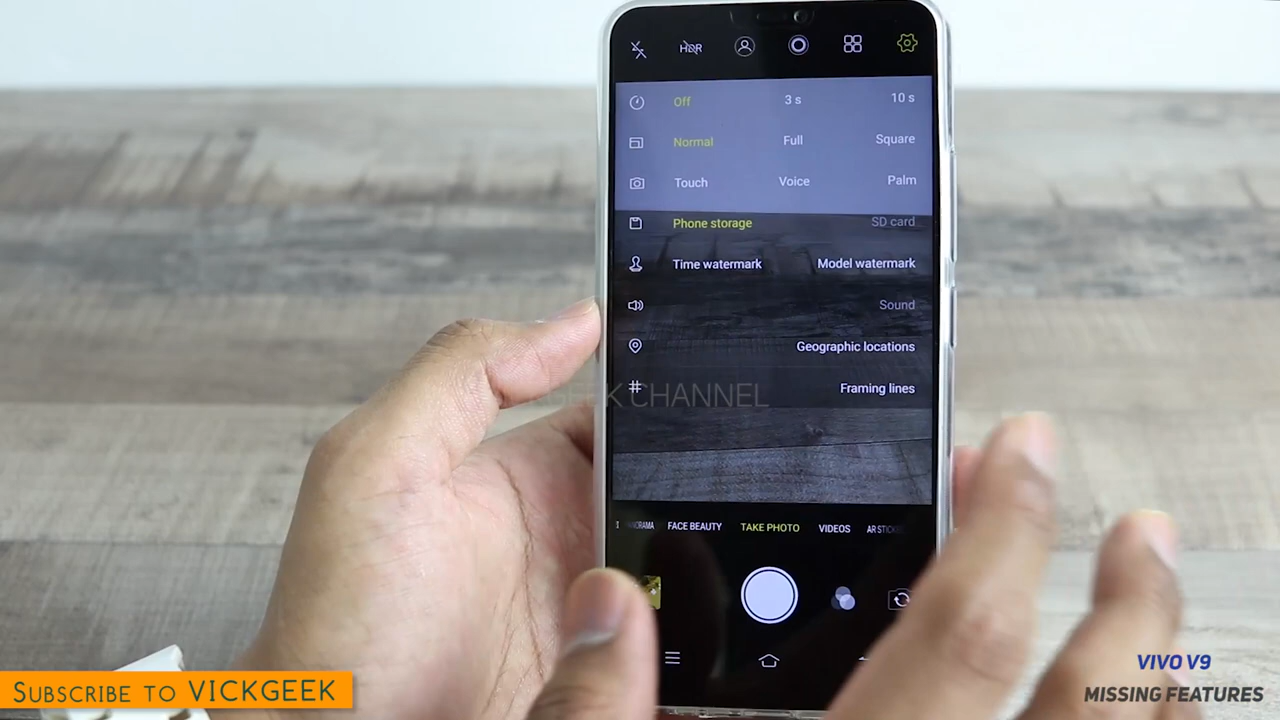 HDR
Off 3 s 10 s
Normal Full Square
Touch Voice Palm
Phone storage SD card
Time watermark Model watermark
Sound
Geographic locations
Framing lines
CHANNEL
FACE BEAUTY TAKE PHOTO VIDEOS
SUBSCRIBE TO VICKGEEK
VIVO V9
MISSING FEATURES